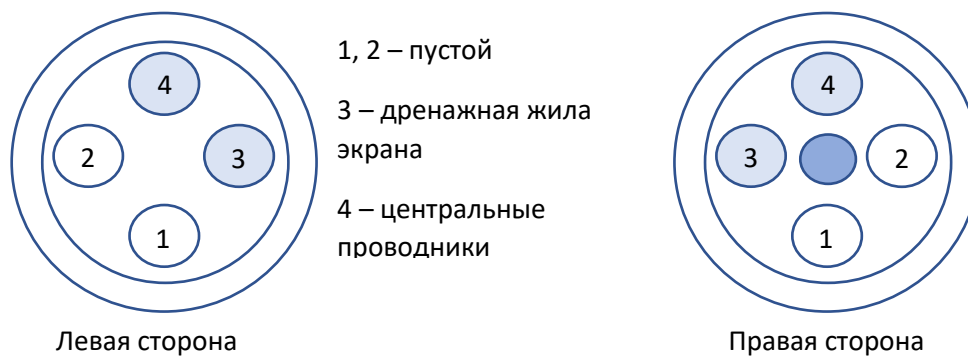 4
2
3
1
Левая сторона
1, 2 – пустой
3 – дренажная жила
экрана
4 – центральные
проводники
4
3
2
1
Правая сторона